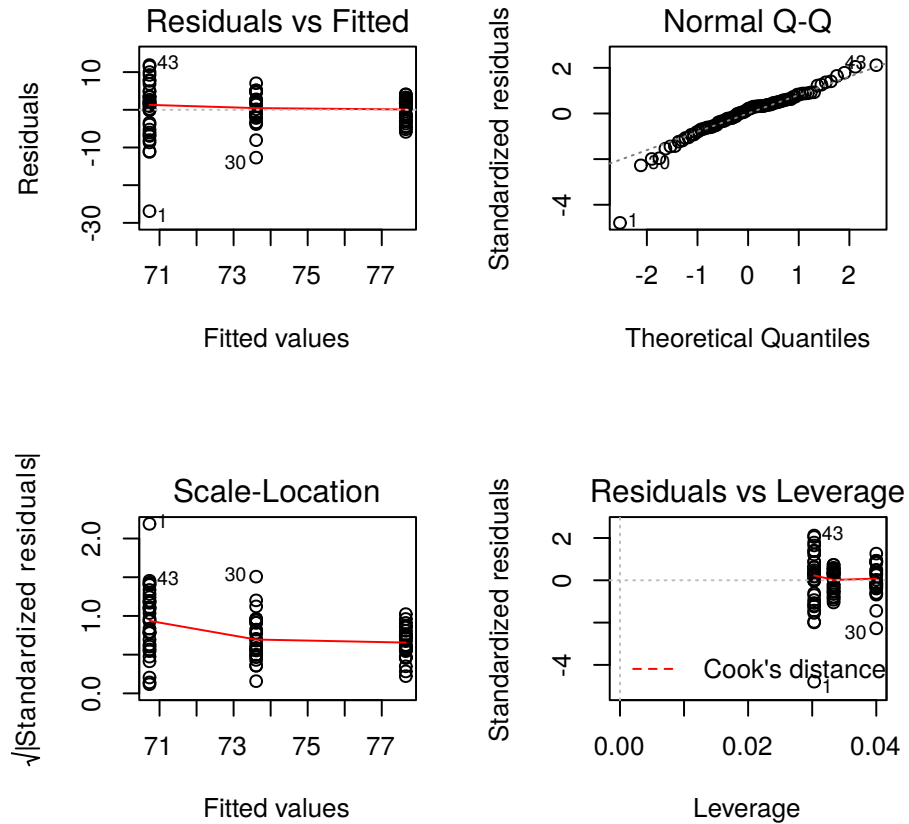 Residuals vs Fitted
Residuals
10
-10
-30
43
30
1
71 73 75 77
Fitted values
Normal Q-Q
Standardized residuals
2
0
-4
43
1
-2 -1 0 1 2
Theoretical Quantiles
Scale-Location
√|Standardized residuals|
2.0
1.0
0.0
1
43
30
71 73 75 77
Fitted values
Residuals vs Leverage
Standardized residuals
2
0
-4
43
30
Cook's distance
1
0.00 0.02 0.04
Leverage